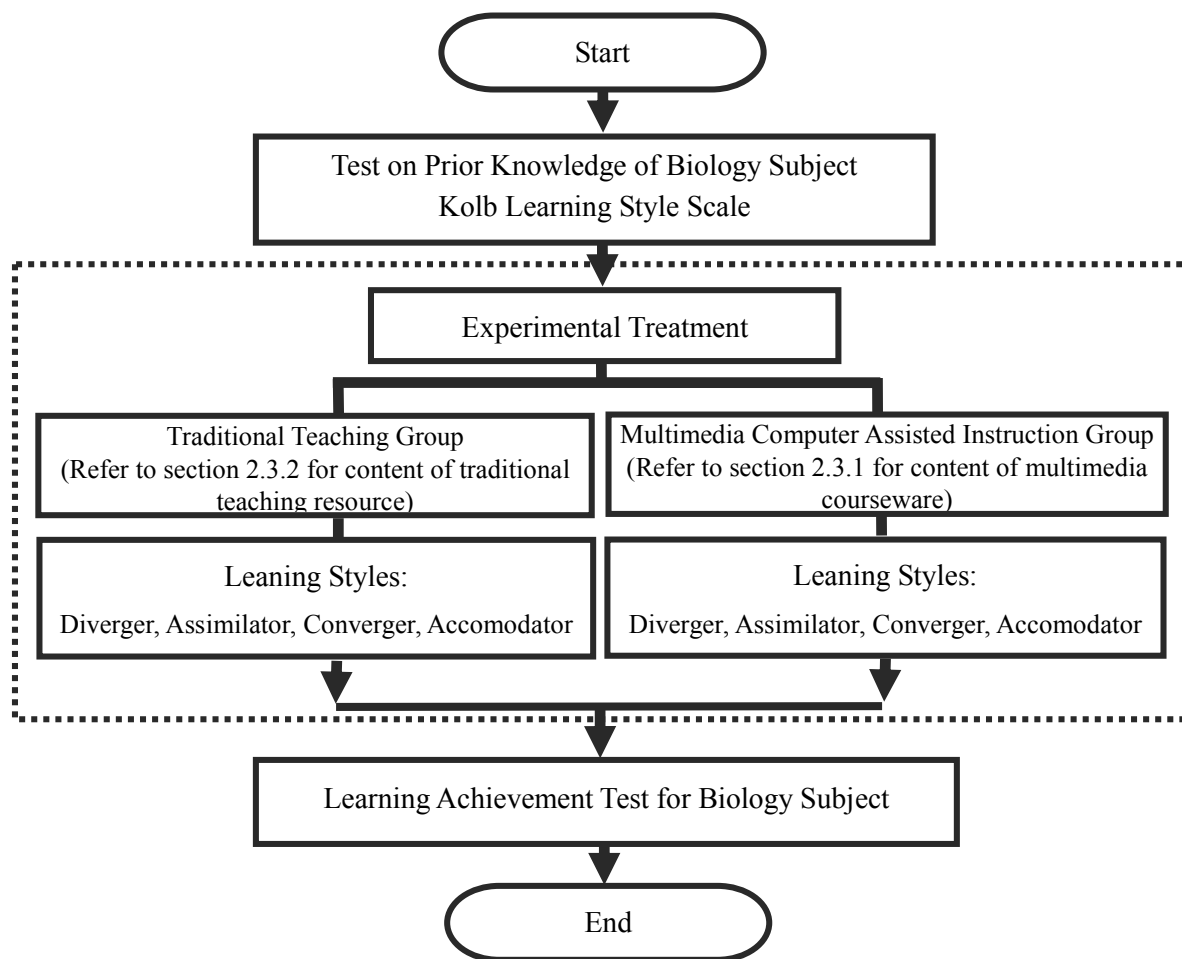 Start
Test on Prior Knowledge of Biology Subject
Kolb Learning Style Scale
Experimental Treatment
Traditional Teaching Group
(Refer to section 2.3.2 for content of traditional
teaching resource)
Multimedia Computer Assisted Instruction Group
(Refer to section 2.3.1 for content of multimedia
courseware)
Leaning Styles:
Diverger, Assimilator, Converger, Accomodator
Leaning Styles:
Diverger, Assimilator, Converger, Accomodator
Learning Achievement Test for Biology Subject
End